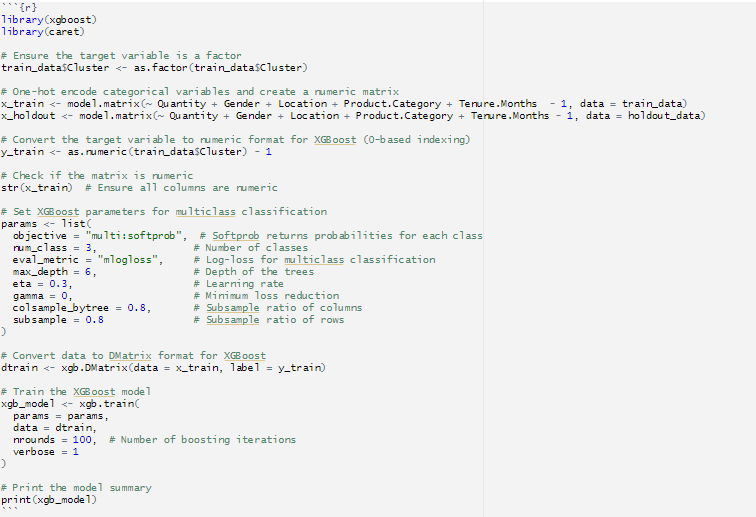 ```{r}
library(xgboost)
library(caret)

# Ensure the target variable is a factor
train_data$Cluster <- as.factor(train_data$Cluster)

# One-hot encode categorical variables and create a numeric matrix
x_train <- model.matrix(~ Quantity + Gender + Location + Product.Category + Tenure.Months  - 1, data = train_data)
x_holdout <- model.matrix(~ Quantity + Gender + Location + Product.Category + Tenure.Months - 1, data = holdout_data)

# Convert the target variable to numeric format for XGBoost (0-based indexing)
y_train <- as.numeric(train_data$Cluster) - 1

# Check if the matrix is numeric
str(x_train)  # Ensure all columns are numeric

# Set XGBoost parameters for multiclass classification
params <- list(
  objective = "multi:softprob",  # Softprob returns probabilities for each class
  num_class = 3,                # Number of classes
  eval_metric = "mlogloss",     # Log-loss for multiclass classification
  max_depth = 6,                # Depth of the trees
  eta = 0.3,                    # Learning rate
  gamma = 0,                    # Minimum loss reduction
  colsample_bytree = 0.8,       # Subsample ratio of columns
  subsample = 0.8               # Subsample ratio of rows
)

# Convert data to DMatrix format for XGBoost
dtrain <- xgb.DMatrix(data = x_train, label = y_train)

# Train the XGBoost model
xgb_model <- xgb.train(
  params = params,
  data = dtrain,
  nrounds = 100,  # Number of boosting iterations
  verbose = 1
)

# Print the model summary
print(xgb_model)
```